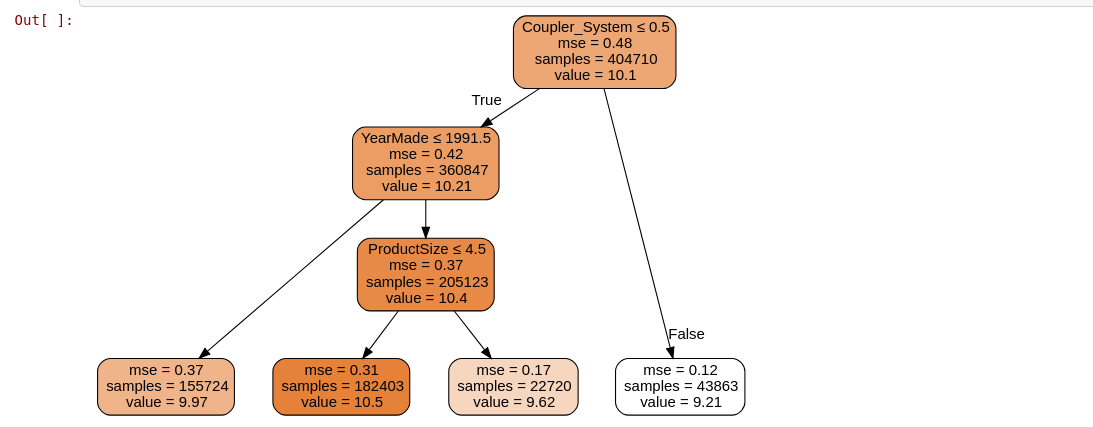 Out[ ]:
Coupler_System ≤ 0.5
mse = 0.48
samples = 404710
value = 10.1
True
YearMade ≤ 1991.5
mse = 0.42
samples = 360847
value = 10.21
ProductSize ≤ 4.5
mse = 0.37
samples = 205123
value = 10.4
False
mse = 0.37
samples = 155724
value = 9.97
mse = 0.31
samples = 182403
value = 10.5
mse = 0.17
samples = 22720
value = 9.62
mse = 0.12
samples = 43863
value = 9.21